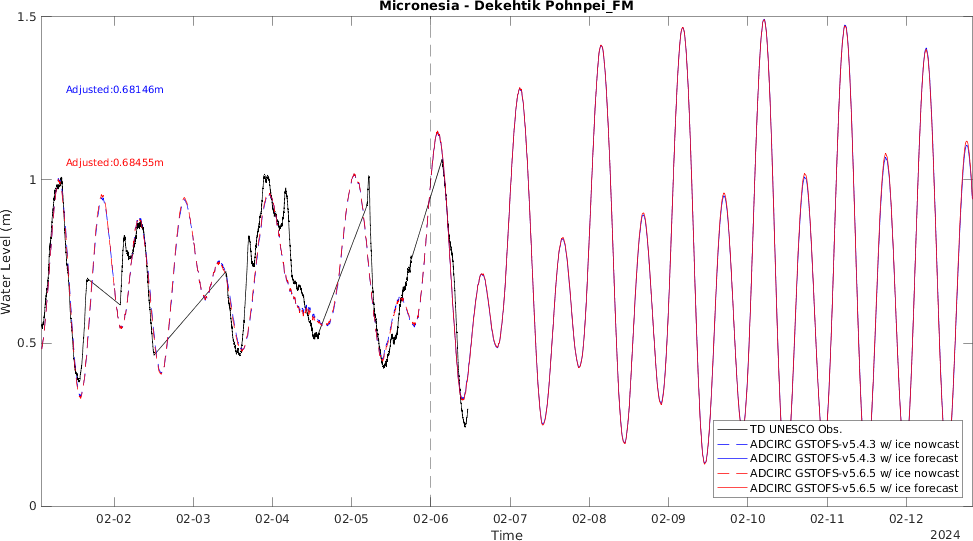 Micronesia - Dekehtik Pohnpei_FM
1.5
1
0.5
0
Water Level (m)
Adjusted:0.68146m
Adjusted:0.68455m
TD UNESCO Obs.
ADCIRC GSTOFS-v5.4.3 w/ ice nowcast
ADCIRC GSTOFS-v5.4.3 w/ ice forecast
ADCIRC GSTOFS-v5.6.5 w/ ice nowcast
ADCIRC GSTOFS-v5.6.5 w/ ice forecast
02-02 02-03 02-04 02-05 02-06 02-07 02-08 02-09 02-10 02-11 02-12
Time
2024